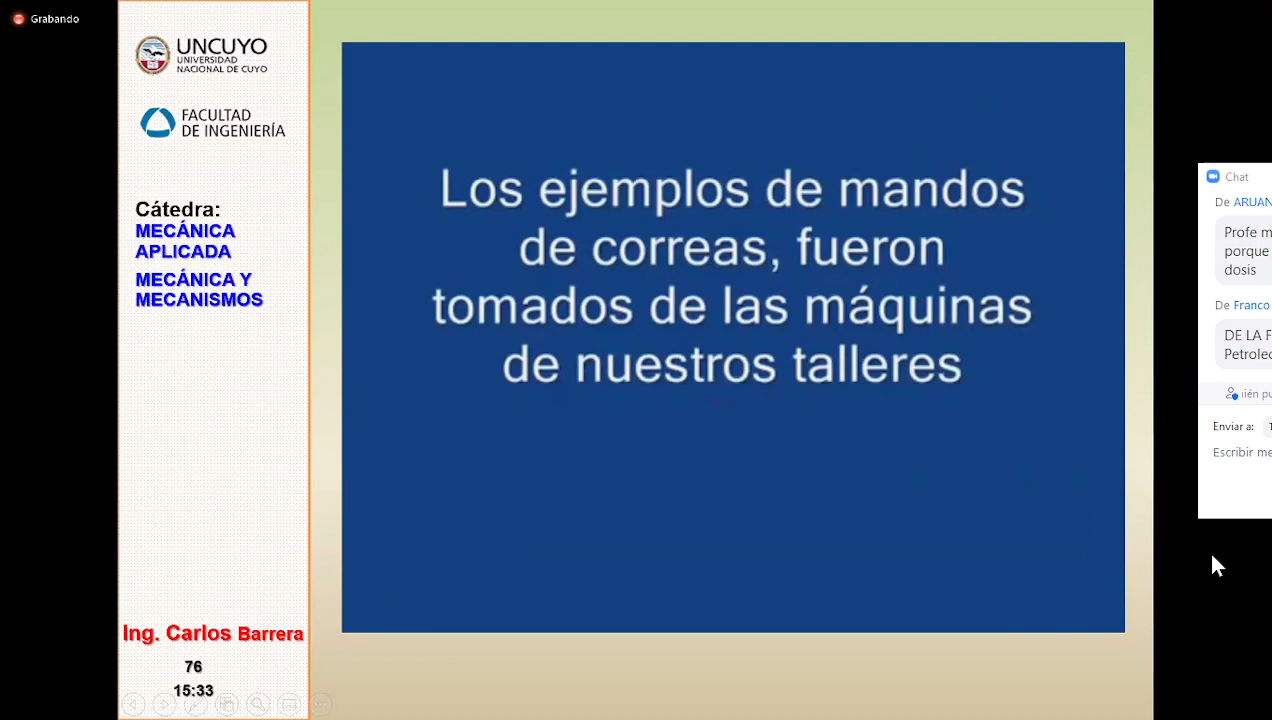 Grabando
UNCUYO
UNIVERSIDAD
NACIONAL DE CUYO
FACULTAD
DE INGENIERÍA
Cátedra:
MECÁNICA
APLICADA
MECÁNICA Y
MECANISMOS
Los ejemplos de mandos
de correas, fueron
tomados de las máquinas
de nuestros talleres
Ing. Carlos Barrera
76
15:33
Chat
De ARUAN
Profe m
porque
dosis
De Franco
DE LA F
Petrolec
Enviar a:
Escribir me